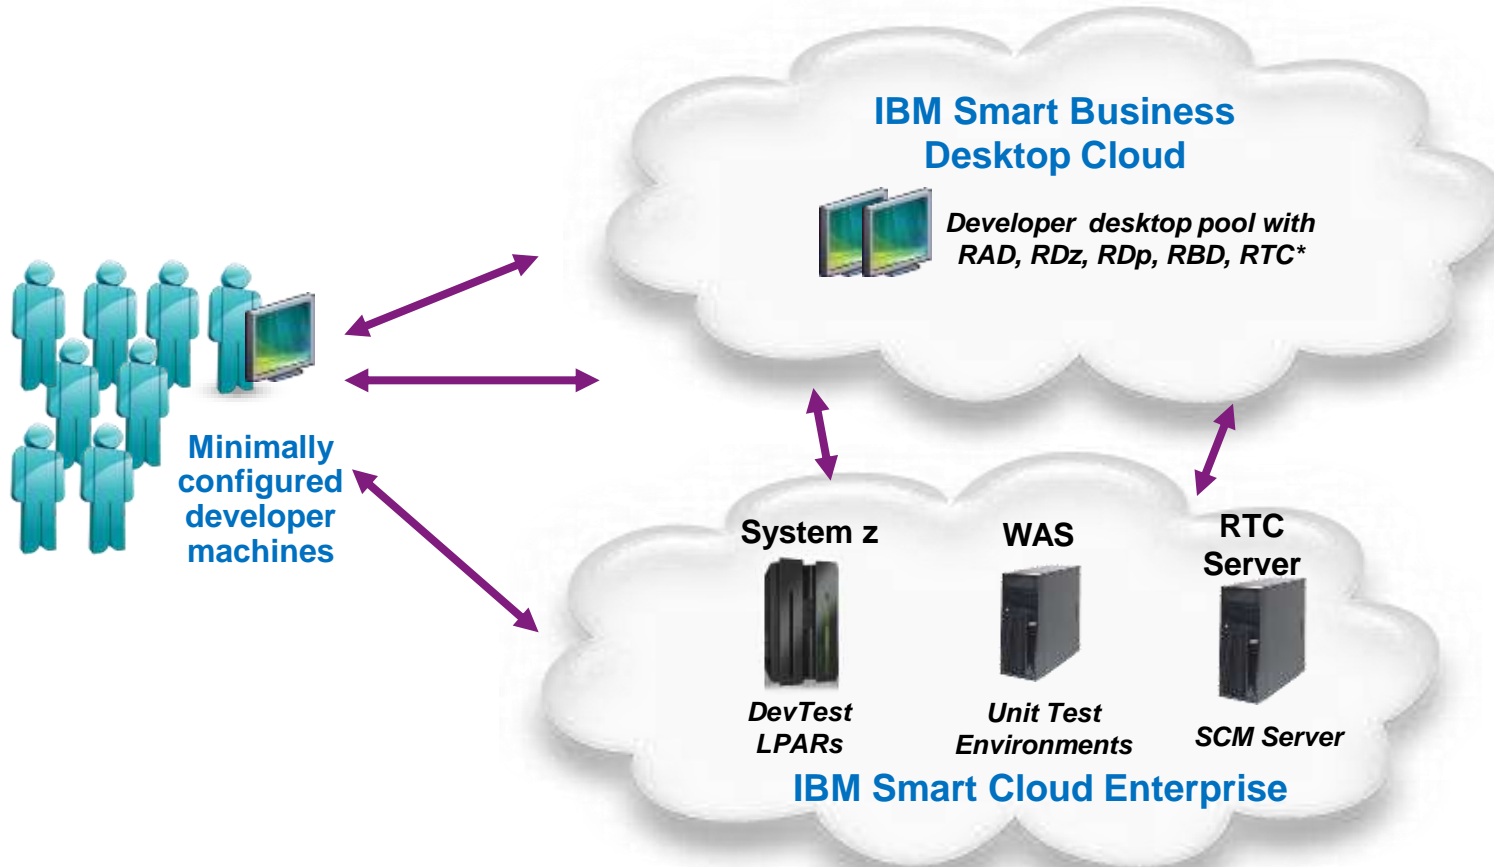 IBM Smart Business
Desktop Cloud
Developer desktop pool with
RAD, RDz, RDp, RBD, RTC*
Minimally
configured
developer
machines
System z
WAS
RTC
Server
DevTest
LPARs
Unit Test
Environments
SCM Server
IBM Smart Cloud Enterprise